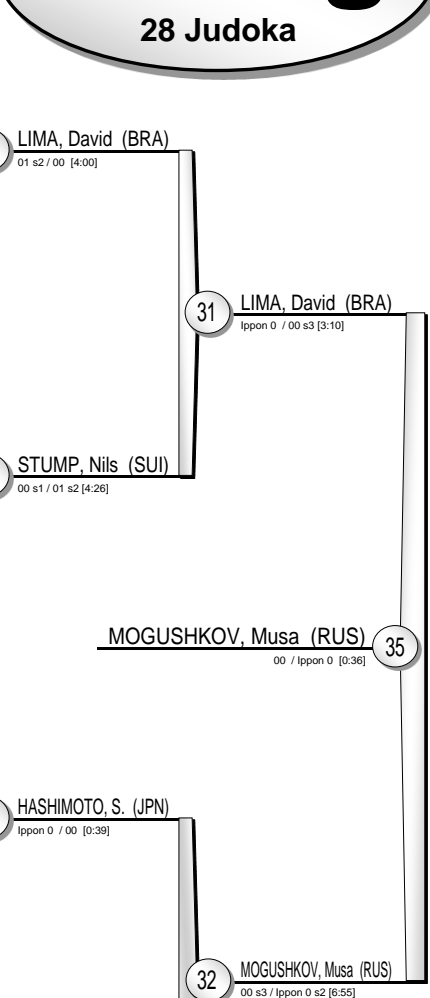 28 Judoka
LIMA, David (BRA)
01 s2 / 00 [4:00]
31
LIMA, David (BRA)
Ippon 0 / 00 s3 [3:10]
STUMP, Nils (SUI)
00 s1 / 01 s2 [4:26]
MOGUSHKOV, Musa (RUS)
35
00 / Ippon 0 [0:36]
HASHIMOTO, S. (JPN)
Ippon 0 / 00 [0:39]
32
MOGUSHKOV, Musa (RUS)
00 s3 / Ippon 0 s2 [6:55]